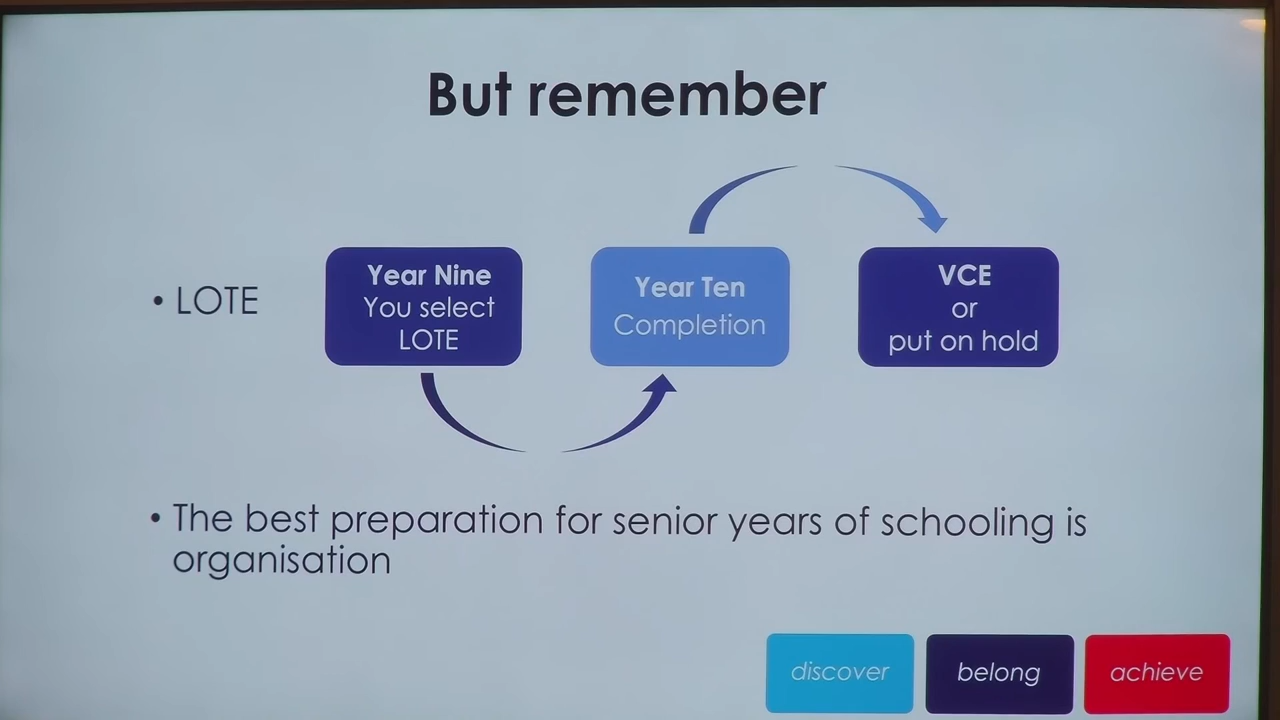 But remember
• LOTE
Year Nine
You select
LOTE
Year Ten
Completion
VCE
or
put on hold
• The best preparation for senior years of schooling is
organisation
discover
belong
achieve